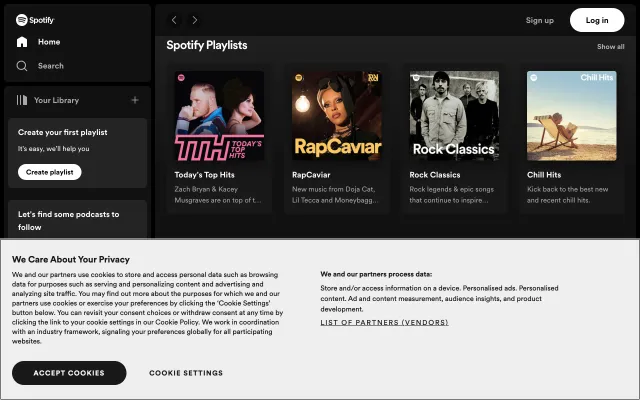 Spotify
Home
Search
Your Library
Create your first playlist
It's easy, we'll help you
Create playlist
Let's find some podcasts to
follow
Sign up
Log in
Spotify Playlists
Show all
TODAY'S
TOP
HITS
RapCaviar
Rock Classics
Chill Hits
Today's Top Hits
Zach Bryan & Kacey
Musgraves are on top of t...
RapCaviar
New music from Doja Cat,
Lil Tecca and Moneybagg...
Rock Classics
Rock legends & epic songs
that continue to inspire...
Chill Hits
Kick back to the best new
and recent chill hits.
We Care About Your Privacy
We and our partners use cookies to store and access personal data such as browsing
data for purposes such as serving and personalizing content and advertising and
analyzing site traffic. You may find out more about the purposes for which we and our
partners use cookies or exercise your preferences by clicking the 'Cookie Settings'
button below. You can revisit your consent choices or withdraw consent at any time by
clicking the link to your cookie settings in our Cookie Policy. We work in coordination
with an industry framework, signaling your preferences globally for all participating
websites.
We and our partners process data:
Store and/or access information on a device. Personalised ads. Personalised
content. Ad and content measurement, audience insights, and product
development.
LIST OF PARTNERS (VENDORS)
ACCEPT COOKIES
COOKIE SETTINGS